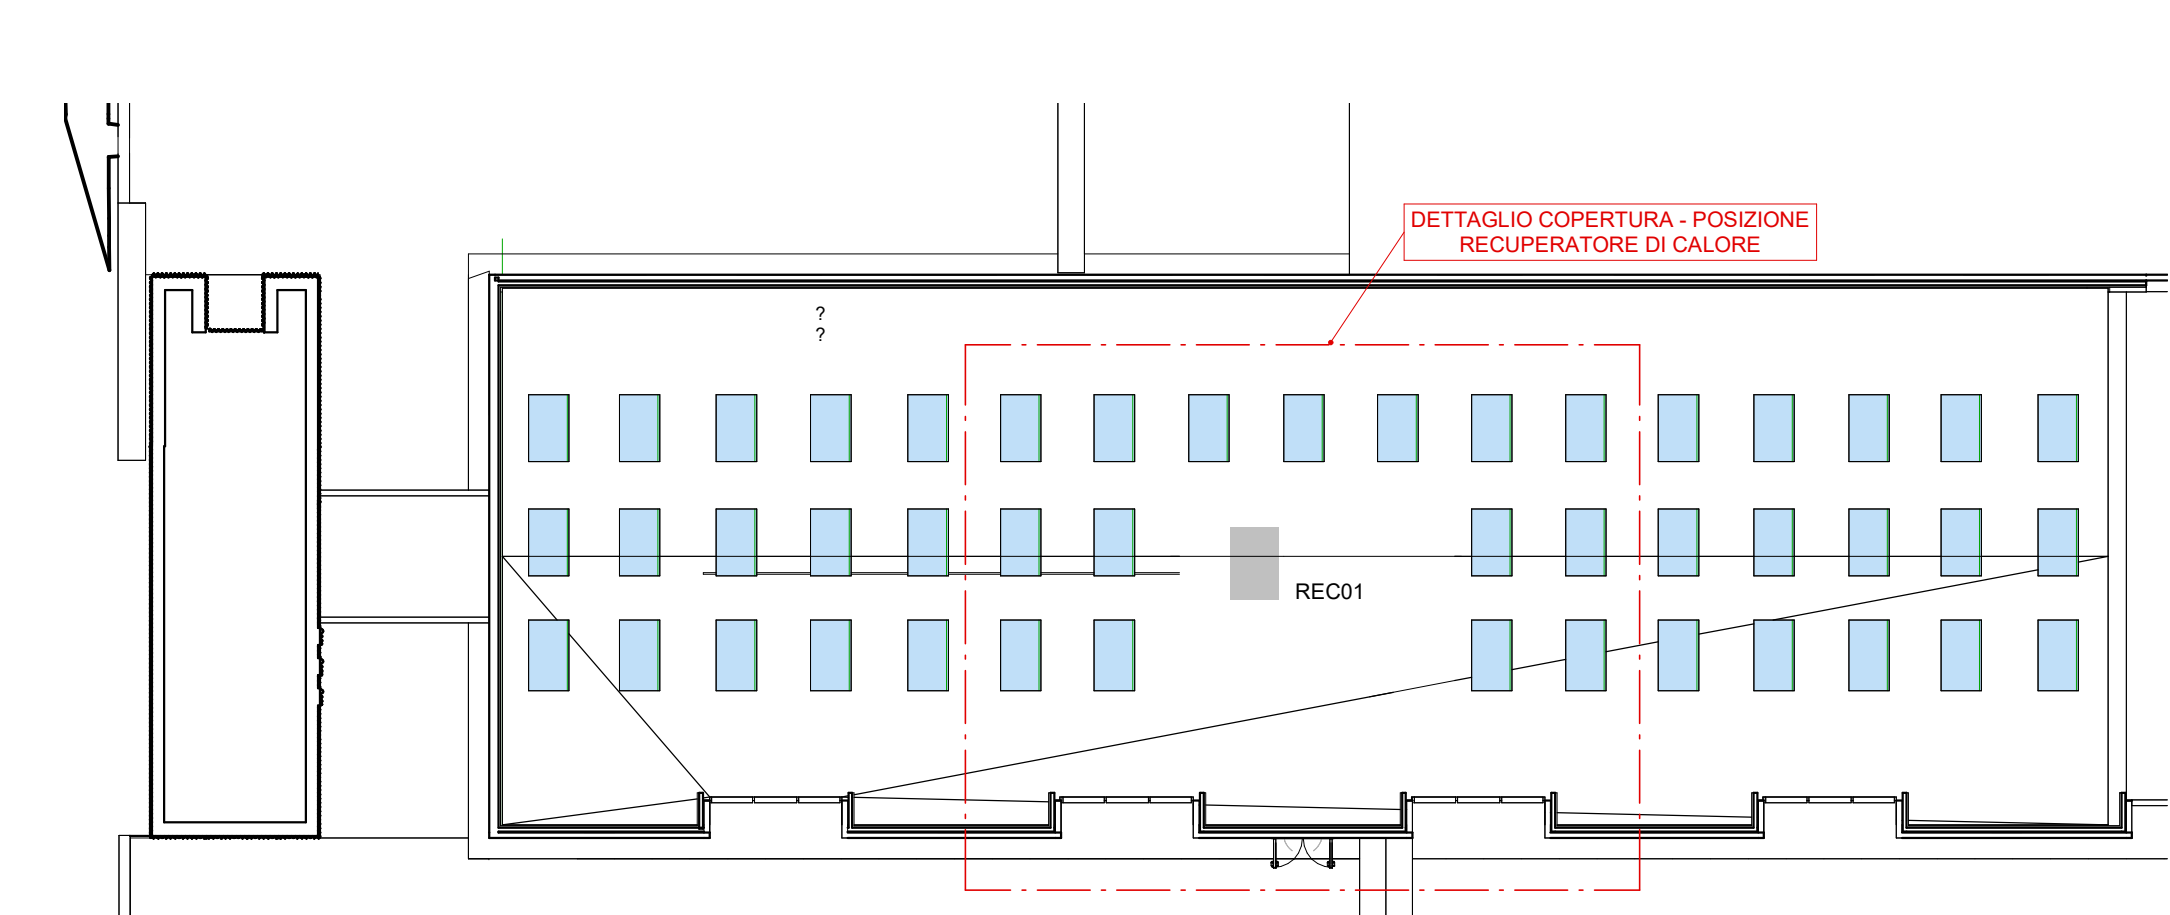 DETTAGLIO COPERTURA - POSIZIONE
RECUPERATORE DI CALORE
?
?
REC01